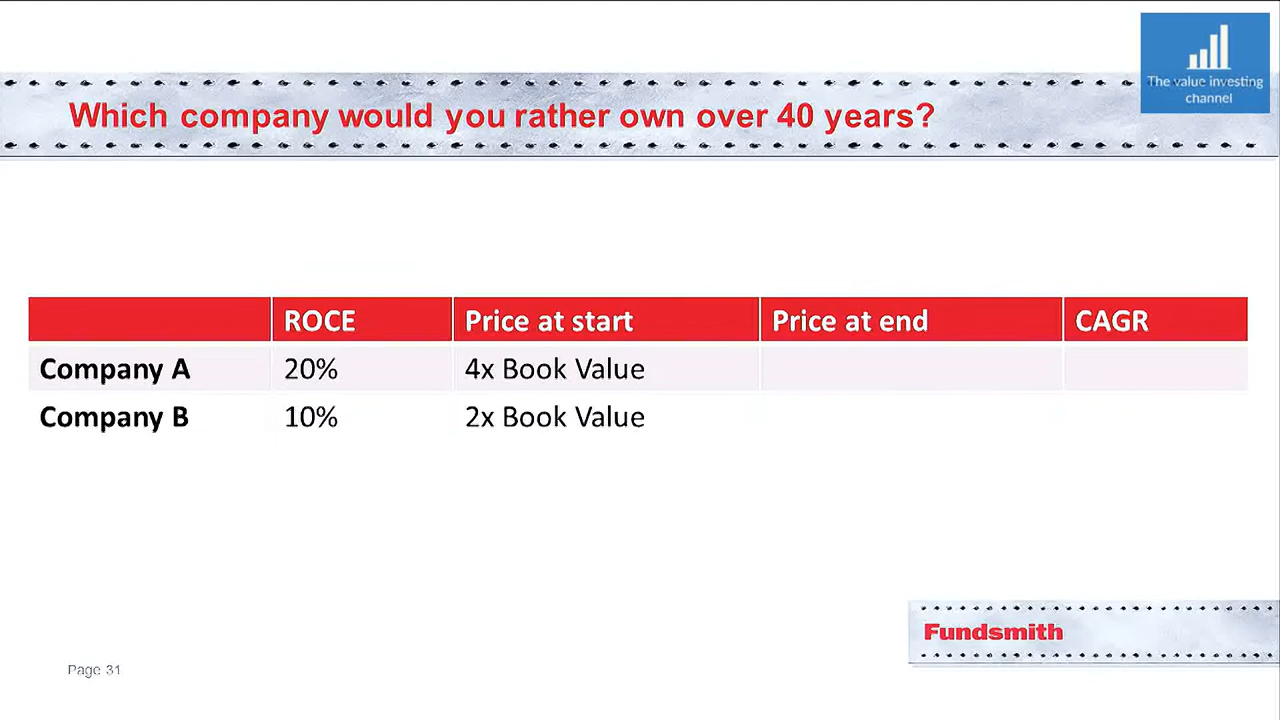 The value investing
channel
Which company would you rather own over 40 years?
ROCE Price at start Price at end CAGR
Company A 20% 4x Book Value
Company B 10% 2x Book Value
Fundsmith
Page 31